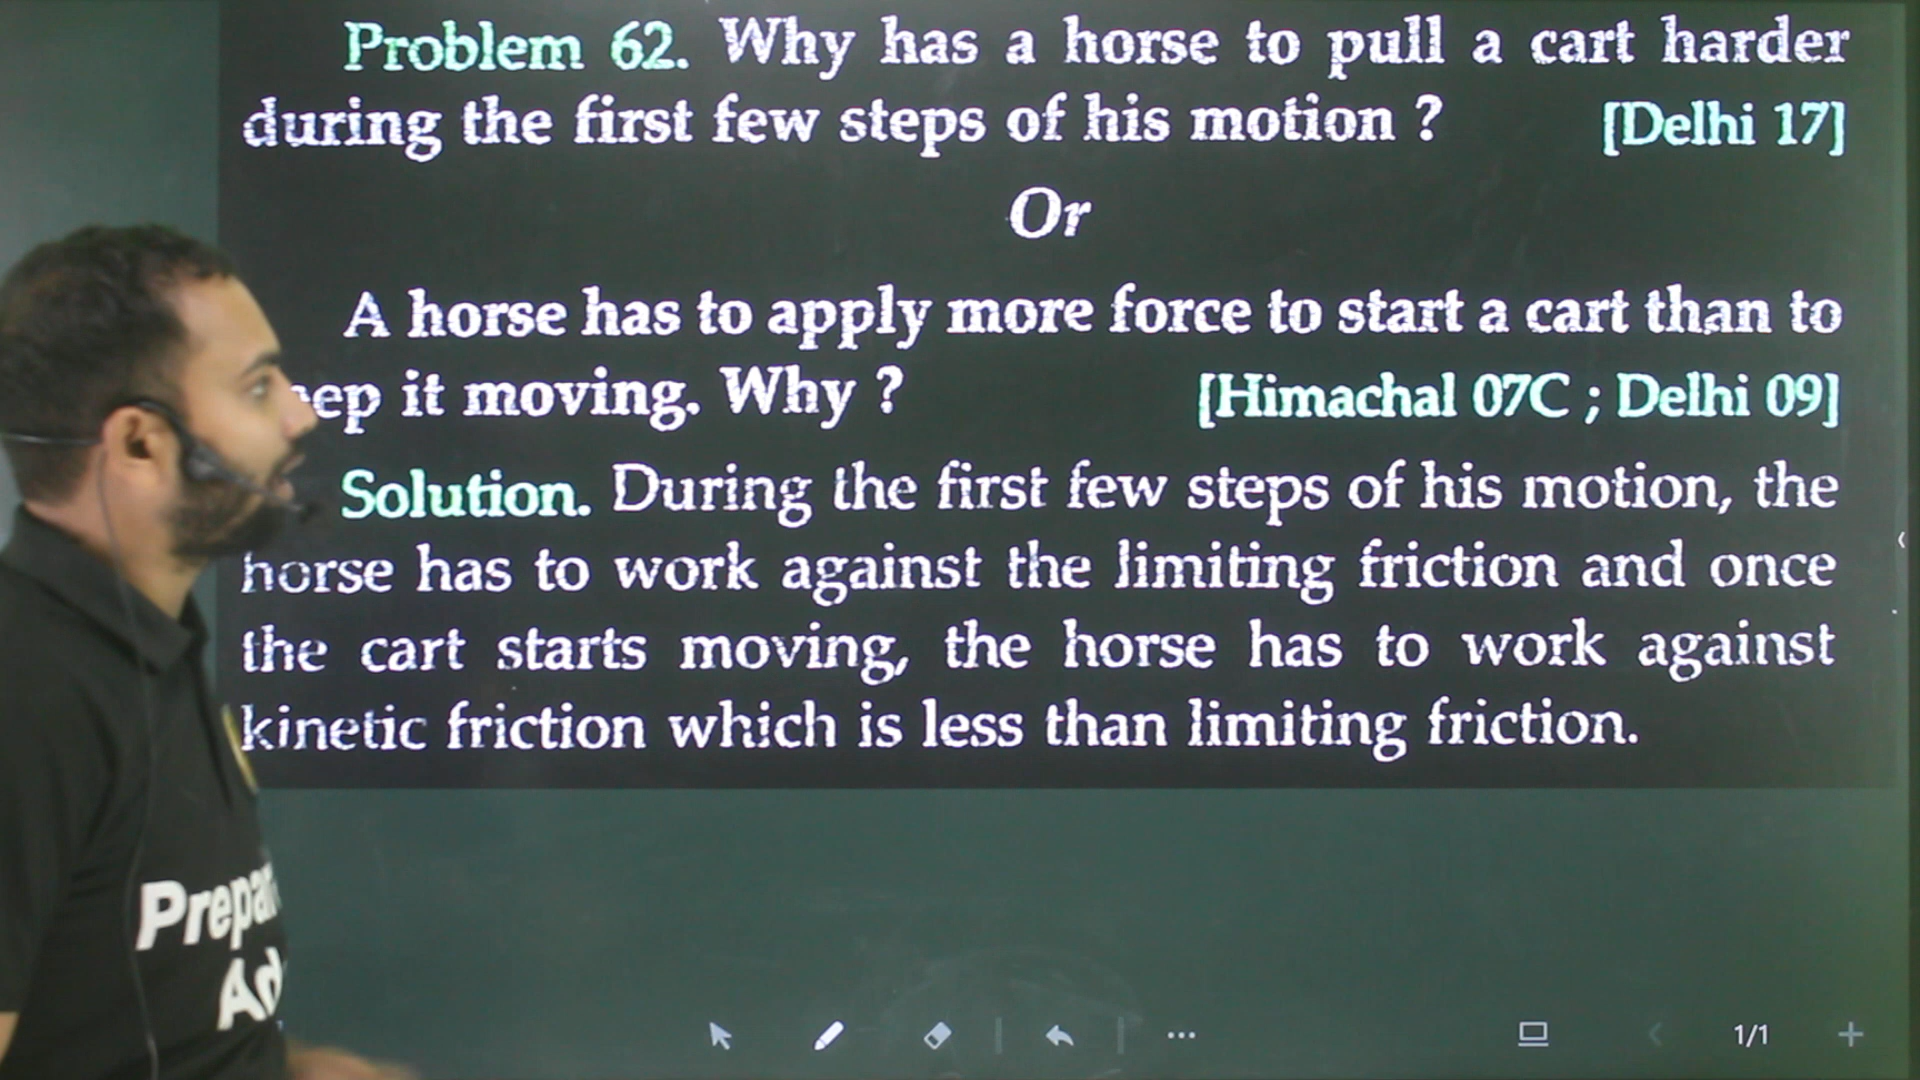 Problem 62. Why has a horse to pull a cart harder
during the first few steps of his motion ? [Delhi 17]
Or
A horse has to apply more force to start a cart than to
ep it moving. Why ? [Himachal 07C ; Delhi 09]
Solution. During the first few steps of his motion, the
horse has to work against the limiting friction and once
the cart starts moving, the horse has to work against
kinetic friction which is less than limiting friction.
Prepar
Ad
1/1